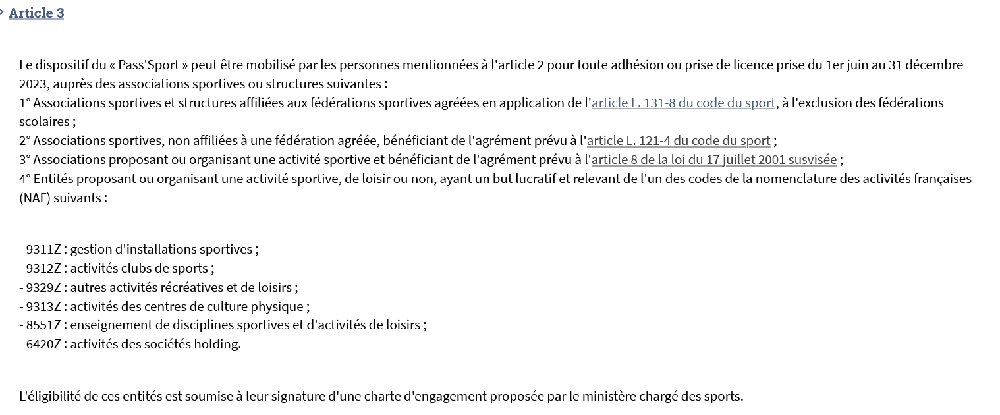 Article 3
Le dispositif du « Pass'Sport » peut être mobilisé par les personnes mentionnées à l'article 2 pour toute adhésion ou prise de licence prise du 1er juin au 31 décembre
2023, auprès des associations sportives ou structures suivantes :
1° Associations sportives et structures affiliées aux fédérations sportives agréées en application de l'article L. 131-8 du code du sport, à l'exclusion des fédérations
scolaires ;
2° Associations sportives, non affiliées à une fédération agréée, bénéficiant de l'agrément prévu à l'article L. 121-4 du code du sport ;
3° Associations proposant ou organisant une activité sportive et bénéficiant de l'agrément prévu à l'article 8 de la loi du 17 juillet 2001 susvisée ;
4° Entités proposant ou organisant une activité sportive, de loisir ou non, ayant un but lucratif et relevant de l'un des codes de la nomenclature des activités françaises
(NAF) suivants :
- 9311Z : gestion d'installations sportives ;
- 9312Z : activités clubs de sports ;
- 9329Z : autres activités récréatives et de loisirs ;
- 9313Z : activités des centres de culture physique ;
- 8551Z : enseignement de disciplines sportives et d'activités de loisirs ;
- 6420Z : activités des sociétés holding.
L'éligibilité de ces entités est soumise à leur signature d'une charte d'engagement proposée par le ministère chargé des sports.